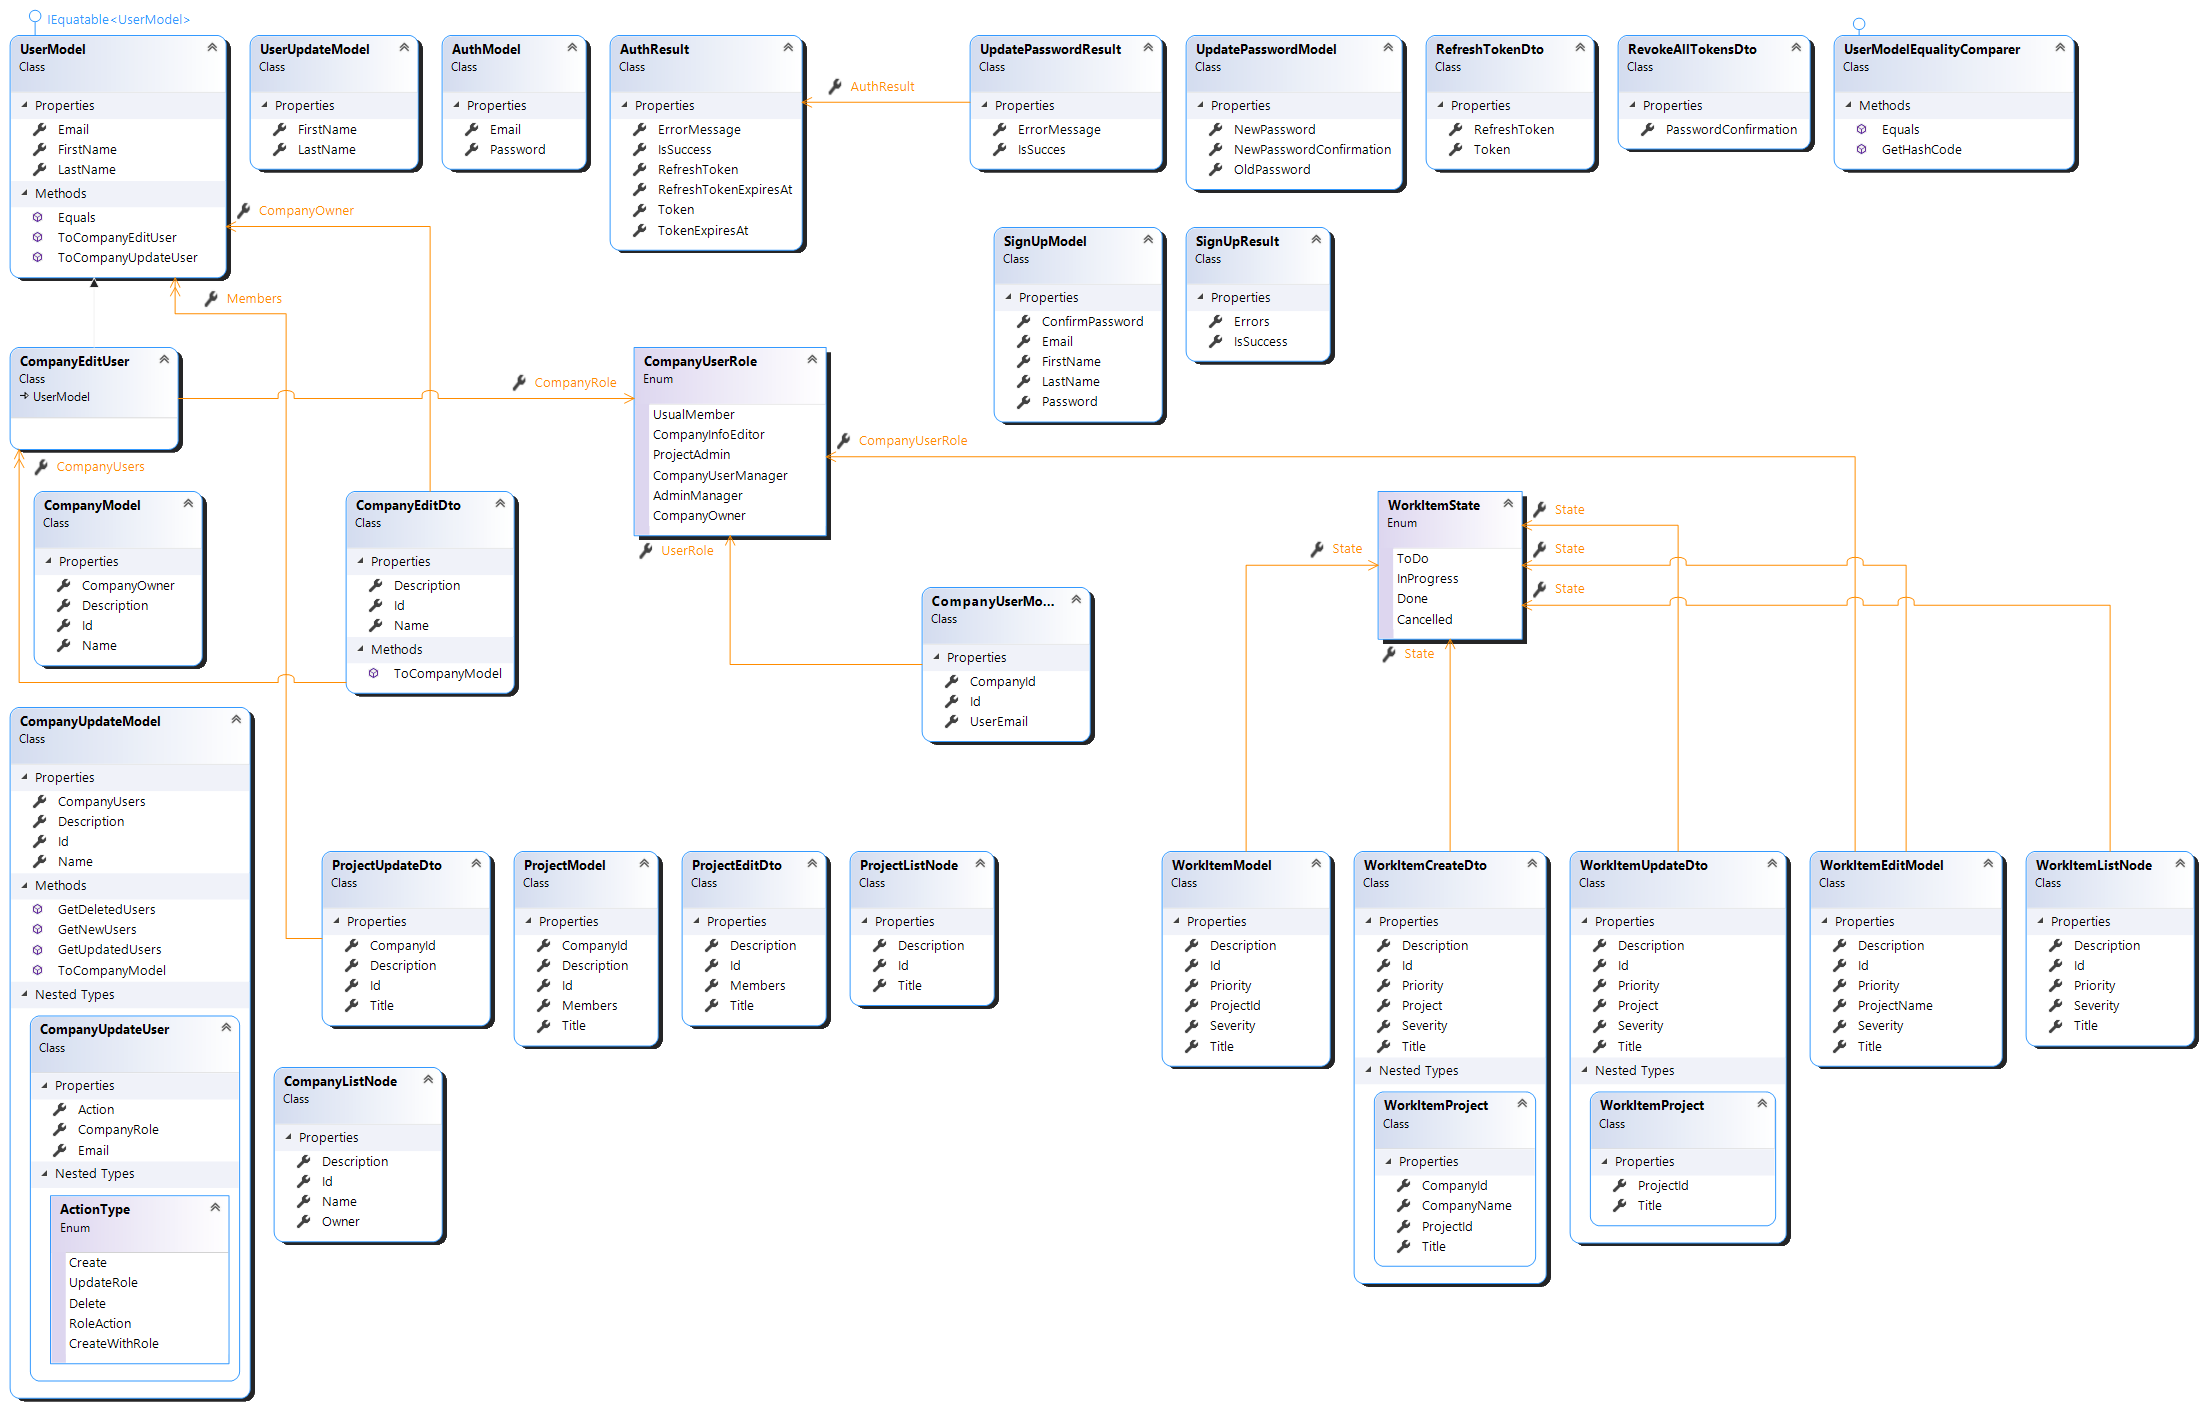 IEquatable<UserModel>
UserModel
Class
Properties
Email
FirstName
LastName
Methods
Equals
ToCompanyEditUser
ToCompanyUpdateUser
UserUpdateModel
Class
Properties
FirstName
LastName
AuthModel
Class
Properties
Email
Password
AuthResult
Class
Properties
ErrorMessage
IsSuccess
RefreshToken
RefreshTokenExpiresAt
Token
TokenExpiresAt
AuthResult
UpdatePasswordResult
Class
Properties
ErrorMessage
IsSucces
UpdatePasswordModel
Class
Properties
NewPassword
NewPasswordConfirmation
OldPassword
RefreshTokenDto
Class
Properties
RefreshToken
Token
RevokeAllTokensDto
Class
Properties
PasswordConfirmation
UserModelEqualityComparer
Class
Methods
Equals
GetHashCode
CompanyOwner
Members
SignUpModel
Class
Properties
ConfirmPassword
Email
FirstName
LastName
Password
SignUpResult
Class
Properties
Errors
IsSuccess
CompanyEditUser
Class
UserModel
CompanyRole
CompanyUserRole
Enum
UsualMember
CompanyInfoEditor
ProjectAdmin
CompanyUserManager
AdminManager
CompanyOwner
CompanyUserRole
CompanyUsers
CompanyModel
Class
Properties
CompanyOwner
Description
Id
Name
CompanyEditDto
Class
Properties
Description
Id
Name
Methods
ToCompanyModel
UserRole
CompanyUserMo...
Class
Properties
CompanyId
Id
UserEmail
WorkItemState
Enum
ToDo
InProgress
Done
Cancelled
State
State
State
State
State
CompanyUpdateModel
Class
Properties
CompanyUsers
Description
Id
Name
Methods
GetDeletedUsers
GetNewUsers
GetUpdatedUsers
ToCompanyModel
Nested Types
CompanyUpdateUser
Class
Properties
Action
CompanyRole
Email
Nested Types
ActionType
Enum
Create
UpdateRole
Delete
RoleAction
CreateWithRole
ProjectUpdateDto
Class
Properties
CompanyId
Description
Id
Title
ProjectModel
Class
Properties
CompanyId
Description
Id
Members
Title
ProjectEditDto
Class
Properties
Description
Id
Members
Title
ProjectListNode
Class
Properties
Description
Id
Title
CompanyListNode
Class
Properties
Description
Id
Name
Owner
WorkItemModel
Class
Properties
Description
Id
Priority
ProjectId
Severity
Title
WorkItemCreateDto
Class
Properties
Description
Id
Priority
Project
Severity
Title
Nested Types
WorkItemProject
Class
Properties
CompanyId
CompanyName
ProjectId
Title
WorkItemUpdateDto
Class
Properties
Description
Id
Priority
Project
Severity
Title
Nested Types
WorkItemProject
Class
Properties
ProjectId
Title
WorkItemEditModel
Class
Properties
Description
Id
Priority
ProjectName
Severity
Title
WorkItemListNode
Class
Properties
Description
Id
Priority
Severity
Title